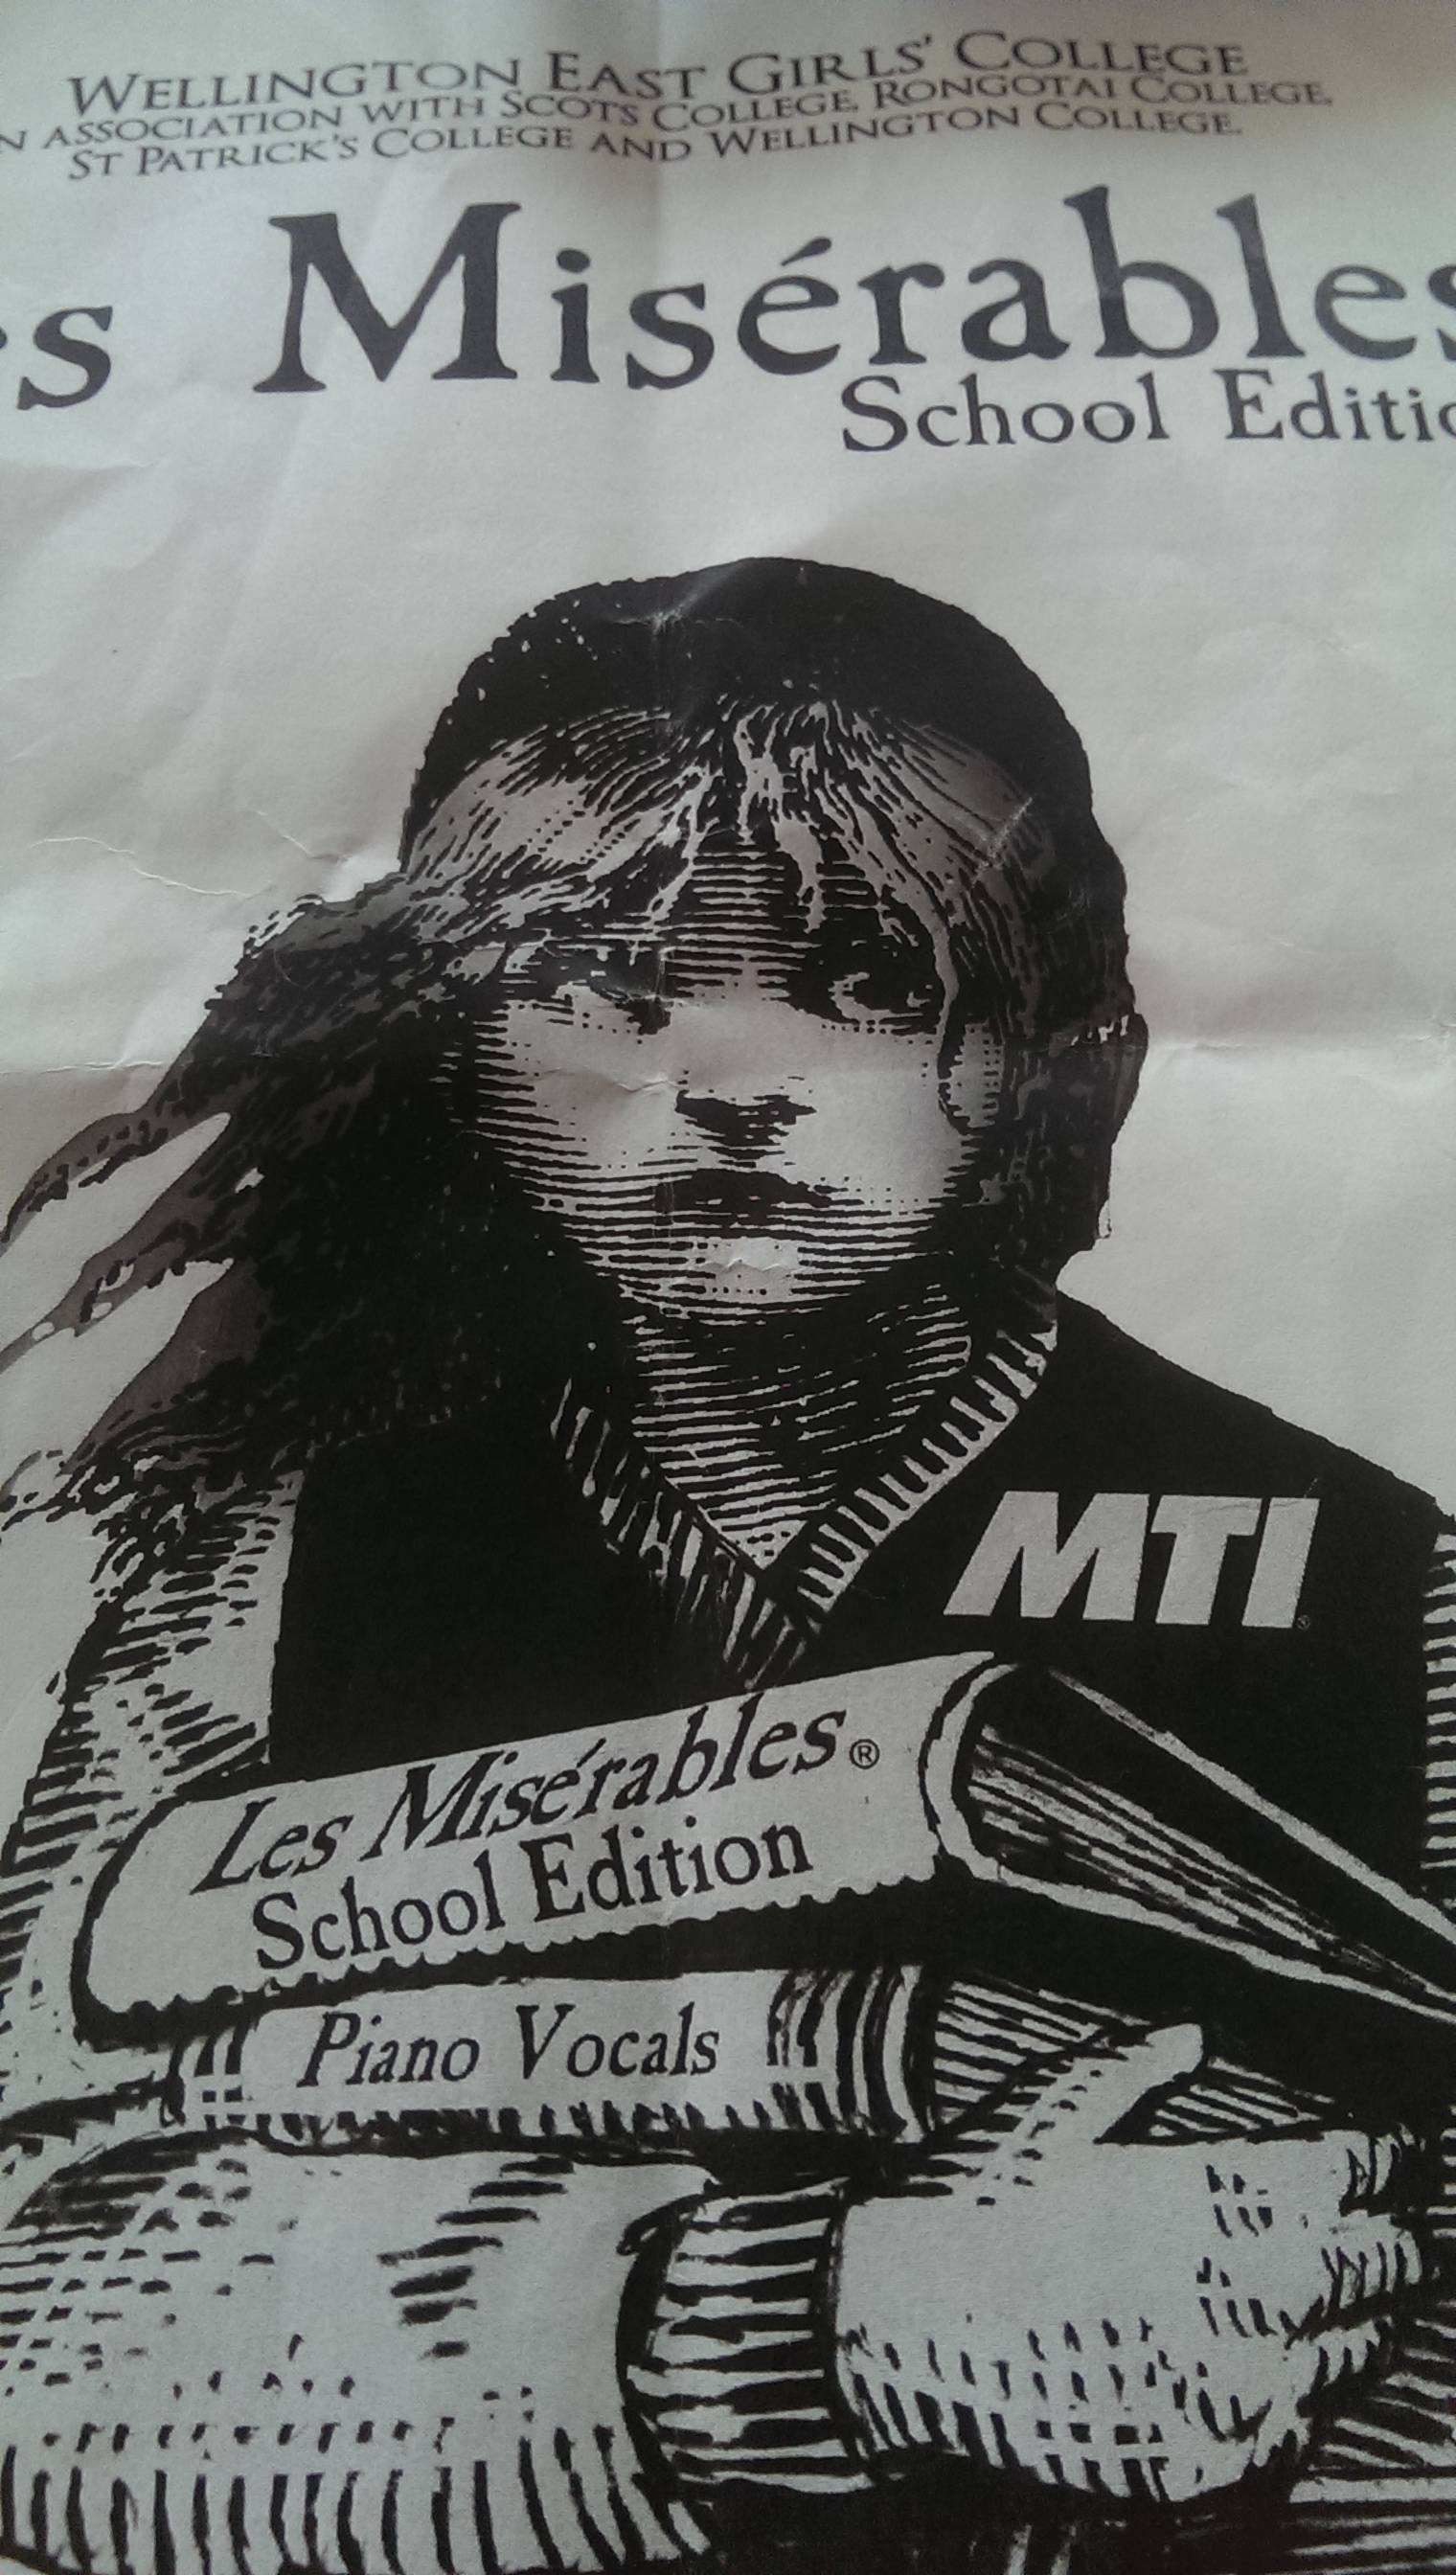 WELLINGTON EAST GIRLS' COLLEGE
N ASSOCIATION WITH SCOTS COLLEGE, RONGOTAI COLLEGE,
ST PATRICK'S COLLEGE AND WELLINGTON COLLEGE.
es Misérables
School Editio
MTI
Les Misérables®
School Edition
Piano Vocals